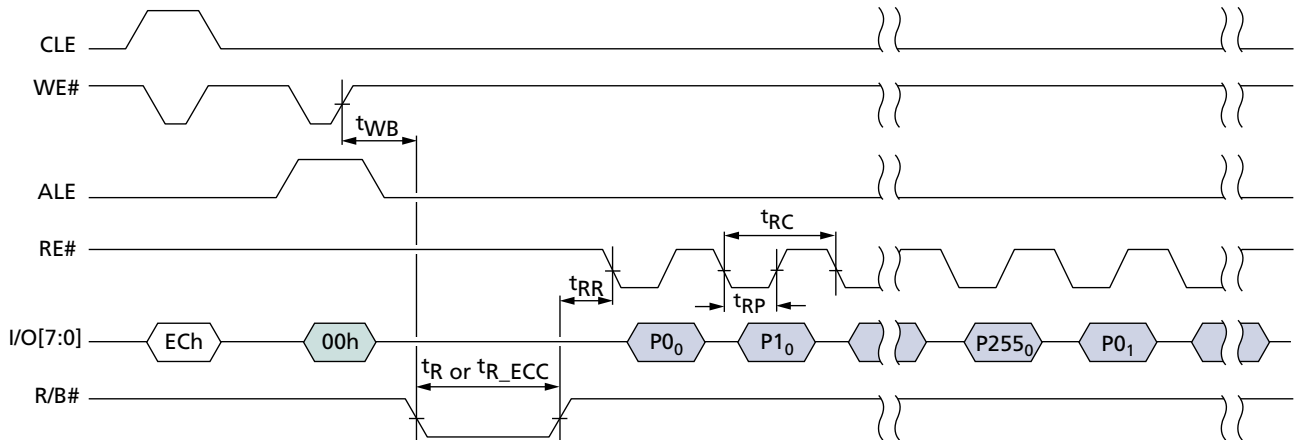 CLE
WE#
tWB
ALE
RE#
tRC
tRR
tRP
I/O[7:0]
ECh
00h
P0₀
P1₀
P255₀
P0₁
tR or tR_ECC
R/B#